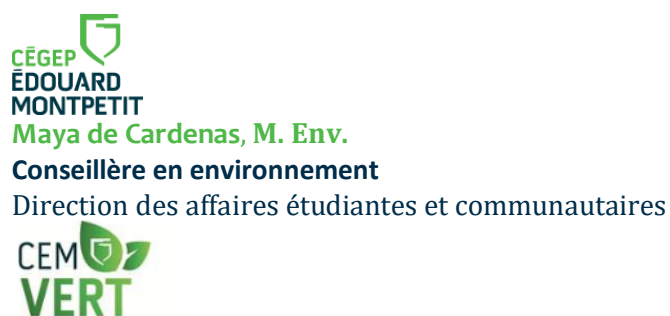 CÉGEP
ÉDOUARD
MONTPETIT
Maya de Cardenas, M. Env.
Conseillère en environnement
Direction des affaires étudiantes et communautaires
CEM
VERT